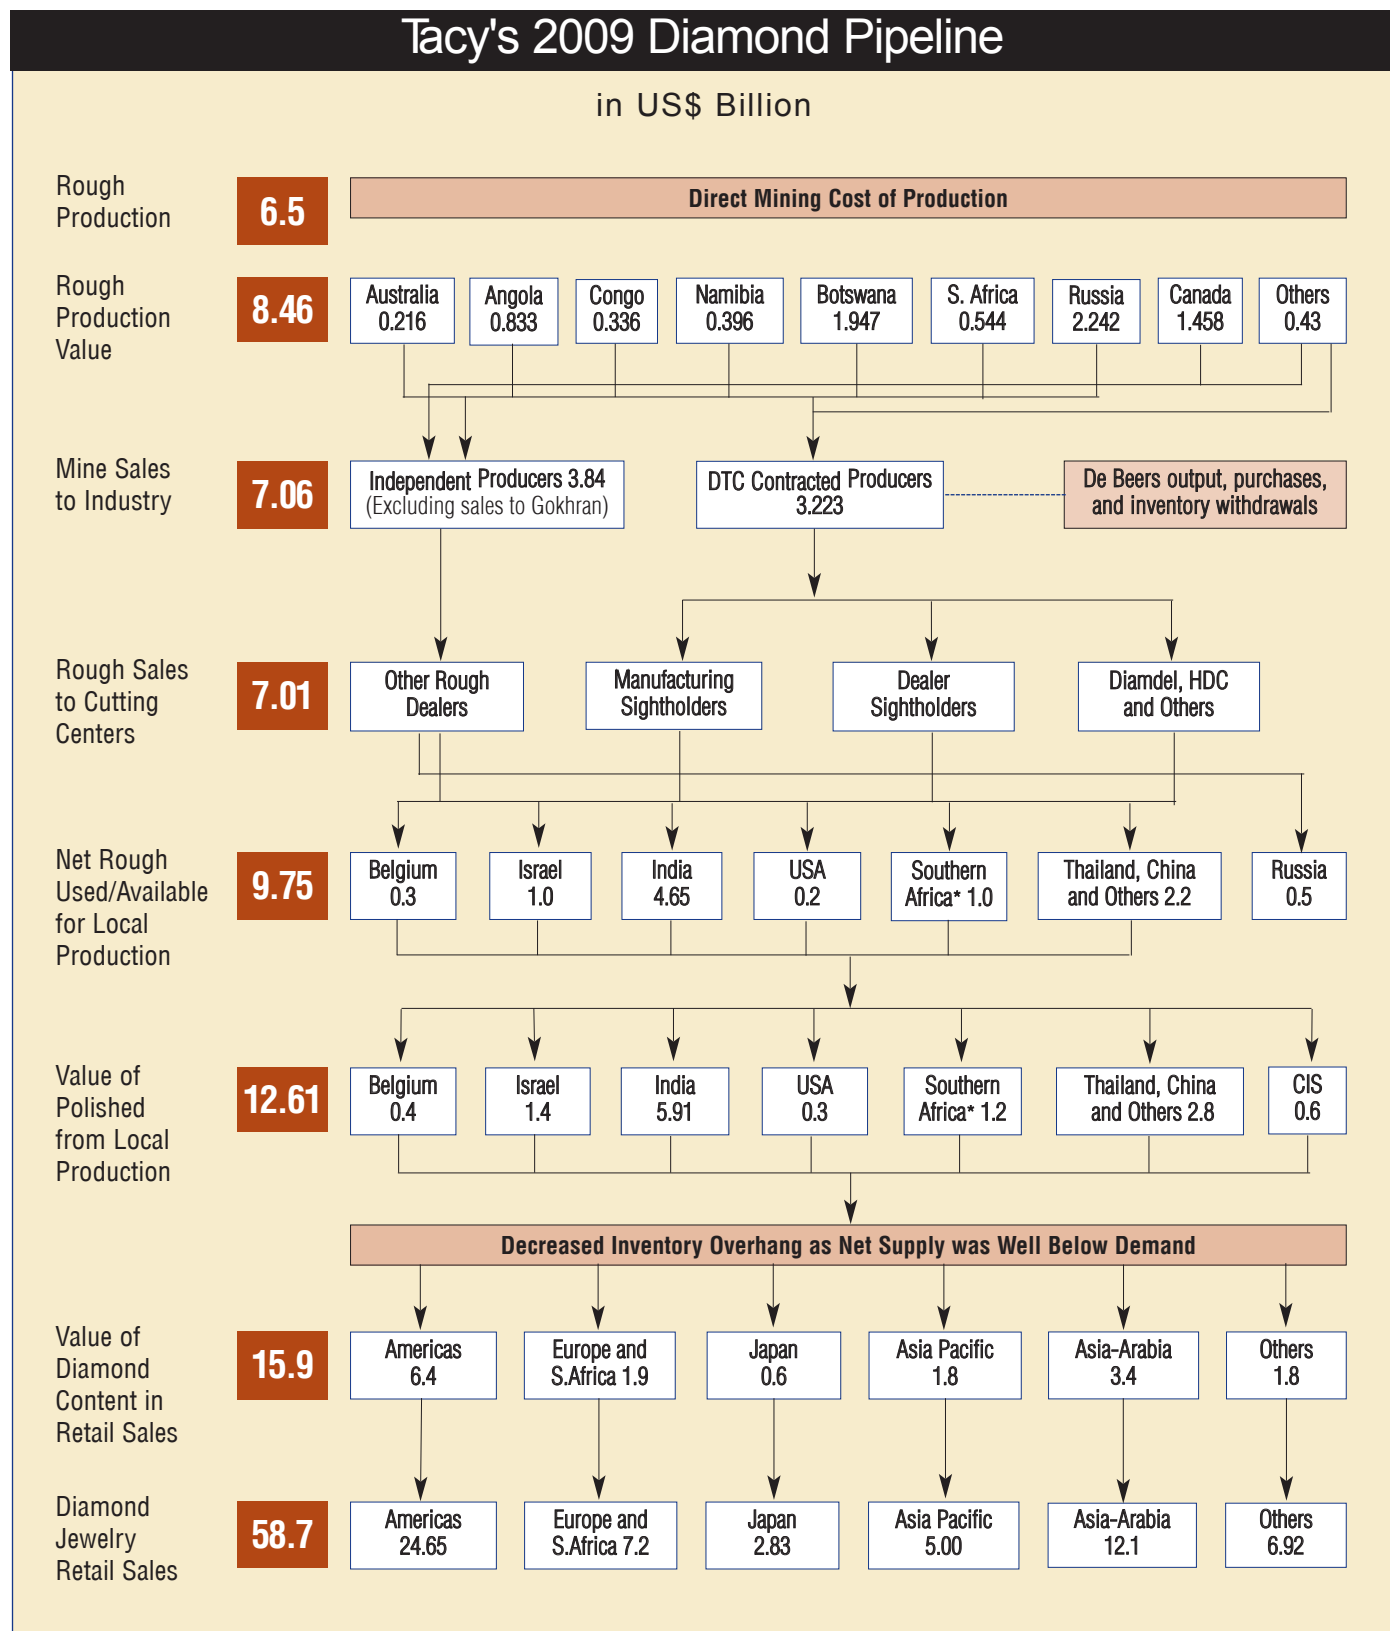 Tacy's 2009 Diamond Pipeline
in US$ Billion
Rough
Production
6.5
Direct Mining Cost of Production
Rough
Production
Value
8.46
Australia
0.216
Angola
0.833
Congo
0.336
Namibia
0.396
Botswana
1.947
S. Africa
0.544
Russia
2.242
Canada
1.458
Others
0.43
Mine Sales
to Industry
7.06
Independent Producers 3.84
(Excluding sales to Gokhran)
DTC Contracted Producers
3.223
De Beers output, purchases,
and inventory withdrawals
Rough Sales
to Cutting
Centers
7.01
Other Rough
Dealers
Manufacturing
Sightholders
Dealer
Sightholders
Diamdel, HDC
and Others
Net Rough
Used/Available
for Local
Production
9.75
Belgium
0.3
Israel
1.0
India
4.65
USA
0.2
Southern
Africa* 1.0
Thailand, China
and Others 2.2
Russia
0.5
Value of
Polished
from Local
Production
12.61
Belgium
0.4
Israel
1.4
India
5.91
USA
0.3
Southern
Africa* 1.2
Thailand, China
and Others 2.8
CIS
0.6
Decreased Inventory Overhang as Net Supply was Well Below Demand
Value of
Diamond
Content in
Retail Sales
15.9
Americas
6.4
Europe and
S.Africa 1.9
Japan
0.6
Asia Pacific
1.8
Asia-Arabia
3.4
Others
1.8
Diamond
Jewelry
Retail Sales
58.7
Americas
24.65
Europe and
S.Africa 7.2
Japan
2.83
Asia Pacific
5.00
Asia-Arabia
12.1
Others
6.92